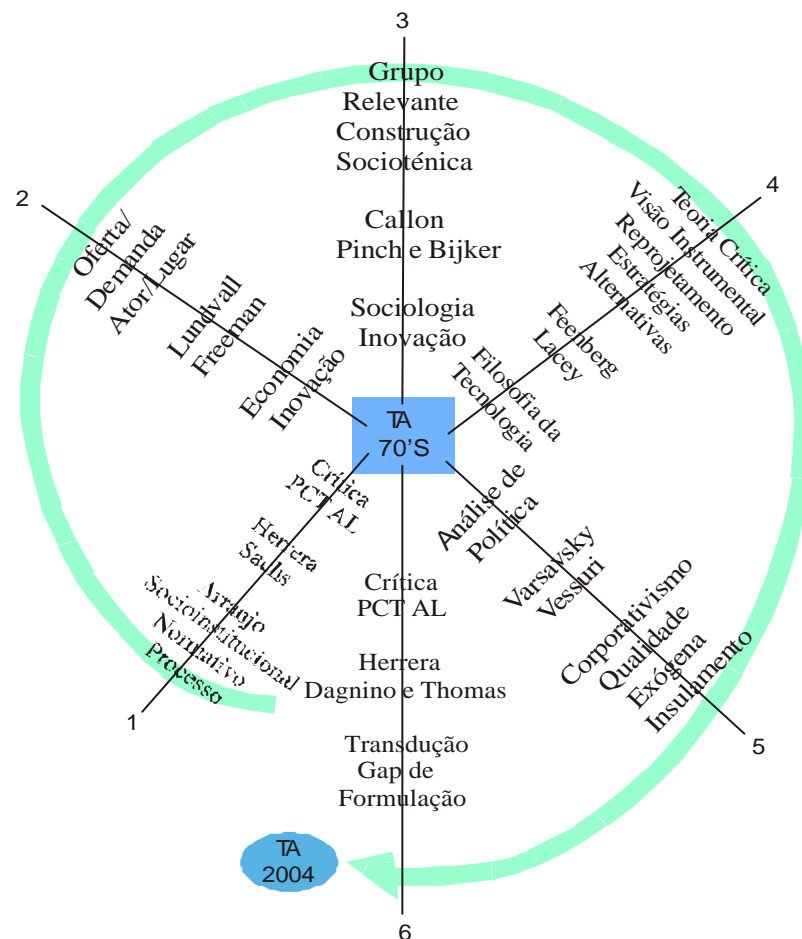 3
Grupo
Relevante
Construção
Socioténica
Callon
Pinch e Bijker
Sociologia
Inovação
2
Oferta/
Demanda
Ator/Lugar
Lundvall
Freeman
Economia
Inovação
4
Teoria Crítica
Visão Instrumental
Reprojetamento
Estratégias
Alternativas
Feenberg
Lacey
Filosofia da
Tecnologia
TA
70’S
Crítica
PCT AL
Herrera
Sachs
Arranjo
Socioinstitucional
Normativo
Processo
1
Crítica
PCT AL
Herrera
Dagnino e Thomas
Transdução
Gap de
Formulação
6
Análise de
Política
Varsavsky
Vessuri
Corporativismo
Qualidade
Exógena
Insulamento
5
TA
2004